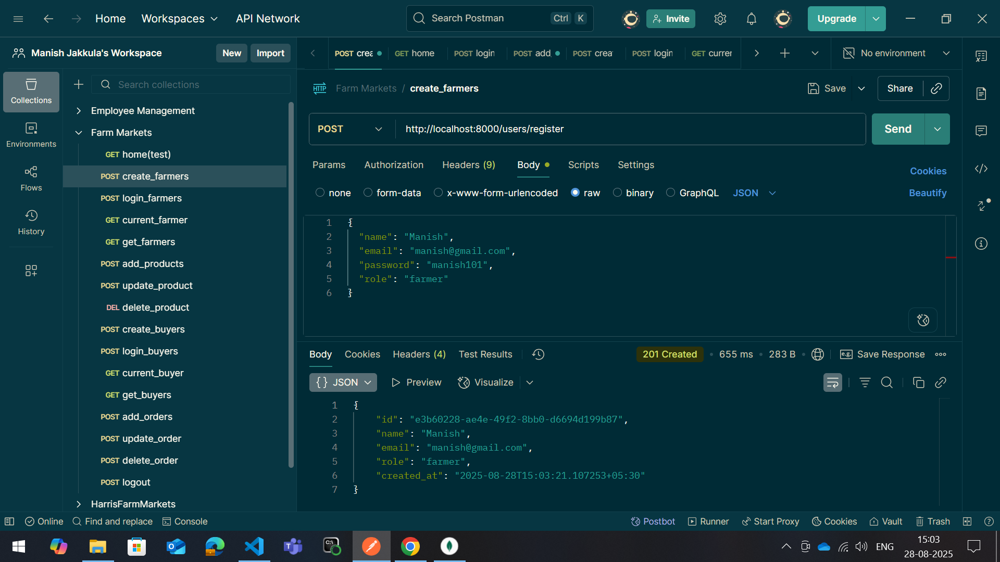 Home Workspaces API Network Search Postman Ctrl K Invite Upgrade
Manish Jakkula's Workspace New Import
POST crea GET home POST login POST add_ POST crea POST login GET currer No environment
Collections
Environments
Flows
History
Search collections
Employee Management
Farm Markets
GET home(test)
POST create_farmers
POST login_farmers
GET current_farmer
GET get_farmers
POST add_products
POST update_product
DEL delete_product
POST create_buyers
POST login_buyers
GET current_buyer
GET get_buyers
POST add_orders
POST update_order
POST delete_order
POST logout
HarrisFarmMarkets
HTTP Farm Markets / create_farmers Save Share
POST http://localhost:8000/users/register Send
Params Authorization Headers (9) Body Scripts Settings Cookies
none form-data x-www-form-urlencoded raw binary GraphQL JSON Beautify
1 {
2 "name": "Manish",
3 "email": "manish@gmail.com",
4 "password": "manish101",
5 "role": "farmer"
6 }
Body Cookies Headers (4) Test Results 201 Created • 655 ms • 283 B • e.g. Save Response
{} JSON Preview Visualize
1 {
2 "id": "e3b60228-ae4e-49f2-8bb0-d6694d199b87",
3 "name": "Manish",
4 "email": "manish@gmail.com",
5 "role": "farmer",
6 "created_at": "2025-08-28T15:03:21.107253+05:30"
7 }
Online Find and replace Console Postbot Runner Start Proxy Cookies Vault Trash
ENG 15:03
28-08-2025